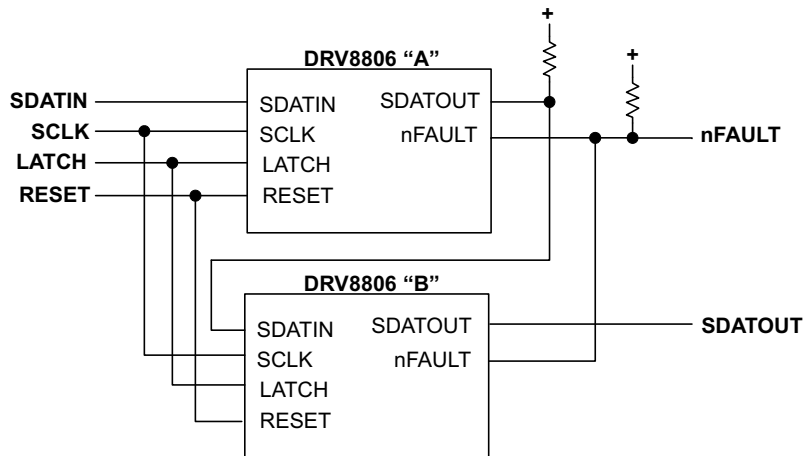 +
+
DRV8806 “A”
SDATIN
SCLK
LATCH
RESET
SDATIN
SCLK
LATCH
RESET
SDATOUT
nFAULT
nFAULT
DRV8806 “B”
SDATIN
SCLK
LATCH
RESET
SDATOUT
nFAULT
SDATOUT